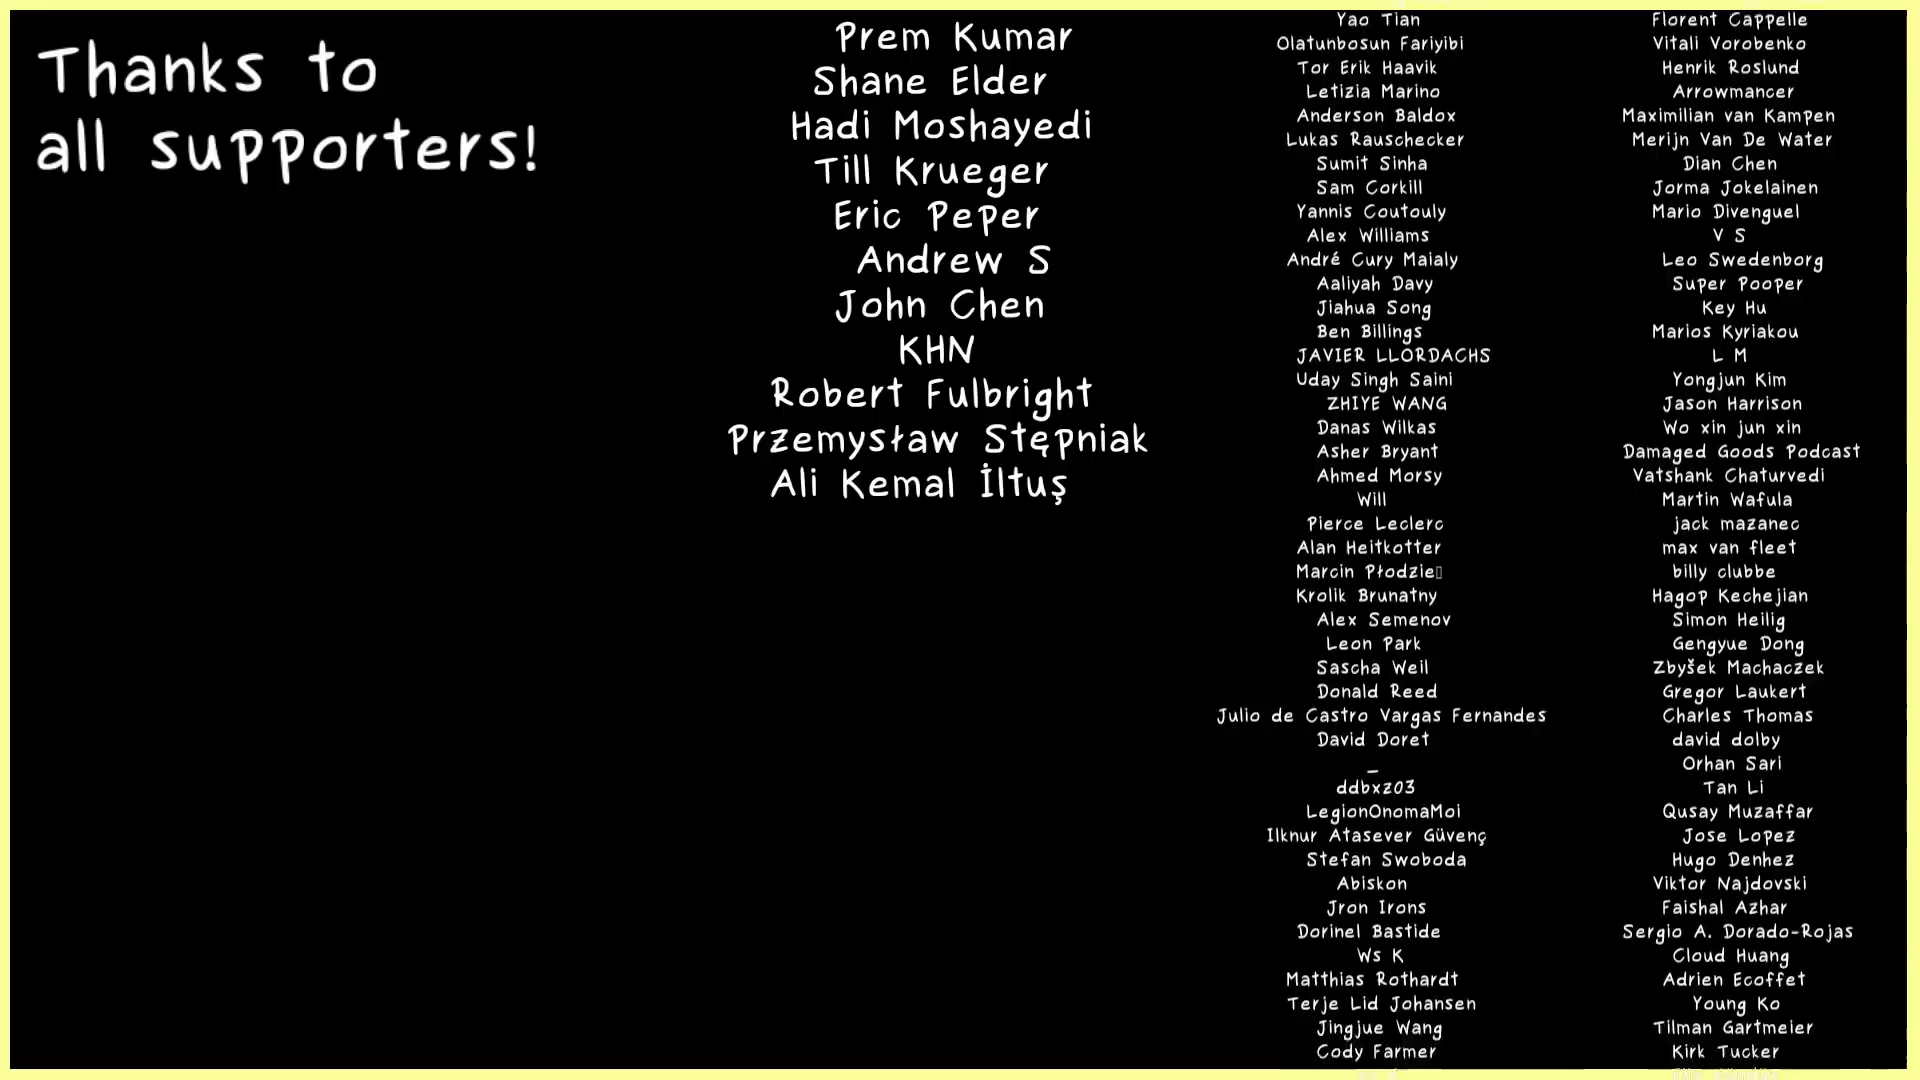 Thanks to
all supporters!
Prem Kumar
Shane Elder
Hadi Moshayedi
Till Krueger
Eric Peper
Andrew S
John Chen
KHN
Robert Fulbright
Przemysław Stępniak
Ali Kemal İltuş
Yao Tian
Olatunbosun Fariyibi
Tor Erik Haavik
Letizia Marino
Anderson Baldox
Lukas Rauschecker
Sumit Sinha
Sam Corkill
Yannis Coutouly
Alex Williams
André Cury Maialy
Aaliyah Davy
Jiahua Song
Ben Billings
JAVIER LLORDACHS
Uday Singh Saini
ZHIYE WANG
Danas Wilkas
Asher Bryant
Ahmed Morsy
Will
Pierce Leclerc
Alan Heitkotter
Marcin Płodzie▯
Krolik Brunatny
Alex Semenov
Leon Park
Sascha Weil
Donald Reed
Julio de Castro Vargas Fernandes
David Doret
_
ddbxz03
LegionOnomaMoi
Ilknur Atasever Güvenç
Stefan Swoboda
Abiskon
Jron Irons
Dorinel Bastide
Ws K
Matthias Rothardt
Terje Lid Johansen
Jingjue Wang
Cody Farmer
Florent Cappelle
Vitali Vorobenko
Henrik Roslund
Arrowmancer
Maximilian van Kampen
Merijn Van De Water
Dian Chen
Jorma Jokelainen
Mario Divenguel
V S
Leo Swedenborg
Super Pooper
Key Hu
Marios Kyriakou
L M
Yongjun Kim
Jason Harrison
Wo xin jun xin
Damaged Goods Podcast
Vatshank Chaturvedi
Martin Wafula
jack mazanec
max van fleet
billy clubbe
Hagop Kechejian
Simon Heilig
Gengyue Dong
Zbyšek Machaczek
Gregor Laukert
Charles Thomas
david dolby
Orhan Sari
Tan Li
Qusay Muzaffar
Jose Lopez
Hugo Denhez
Viktor Najdovski
Faishal Azhar
Sergio A. Dorado-Rojas
Cloud Huang
Adrien Ecoffet
Young Ko
Tilman Gartmeier
Kirk Tucker